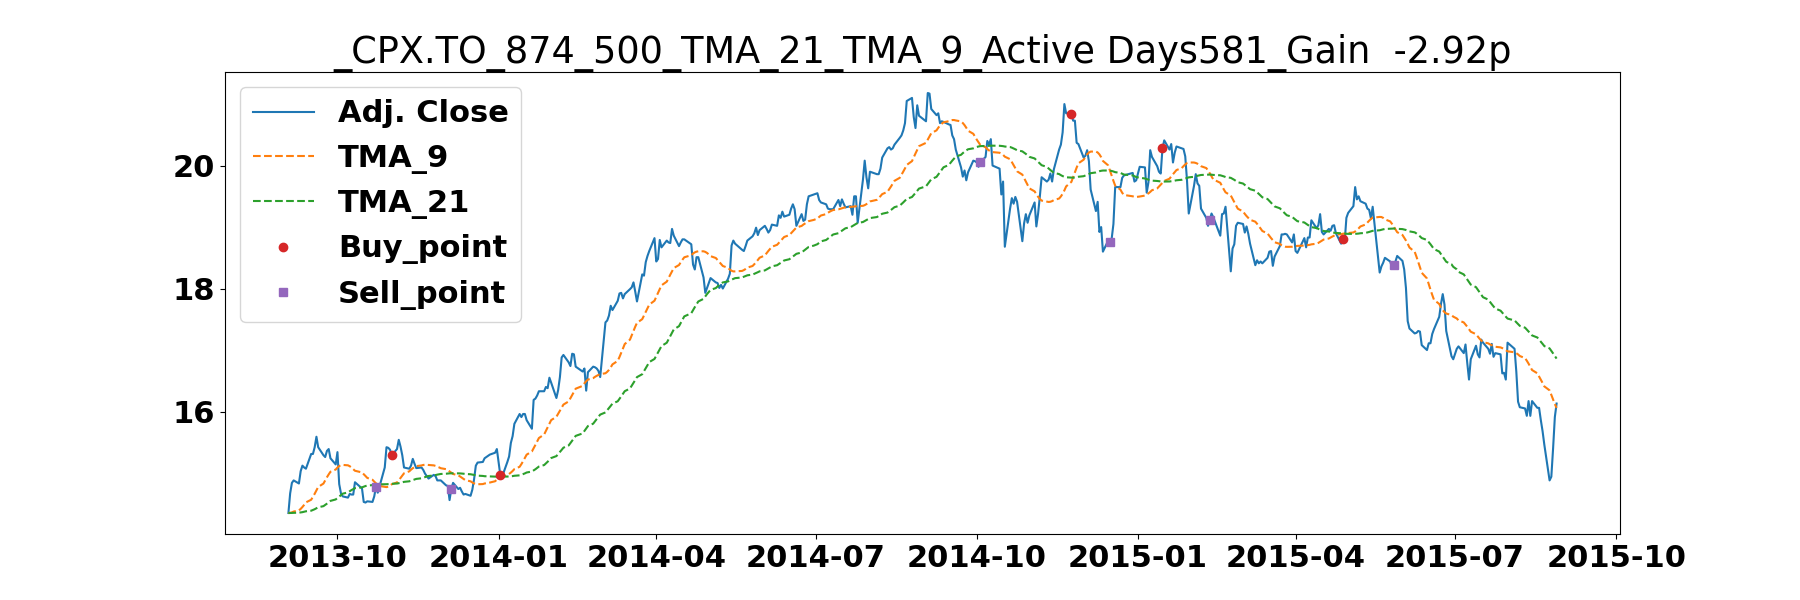 _CPX.TO_874_500_TMA_21_TMA_9_Active Days581_Gain  -2.92p
Adj. Close
TMA_9
TMA_21
Buy_point
Sell_point
20
18
16
2013-10 2014-01 2014-04 2014-07 2014-10 2015-01 2015-04 2015-07 2015-10